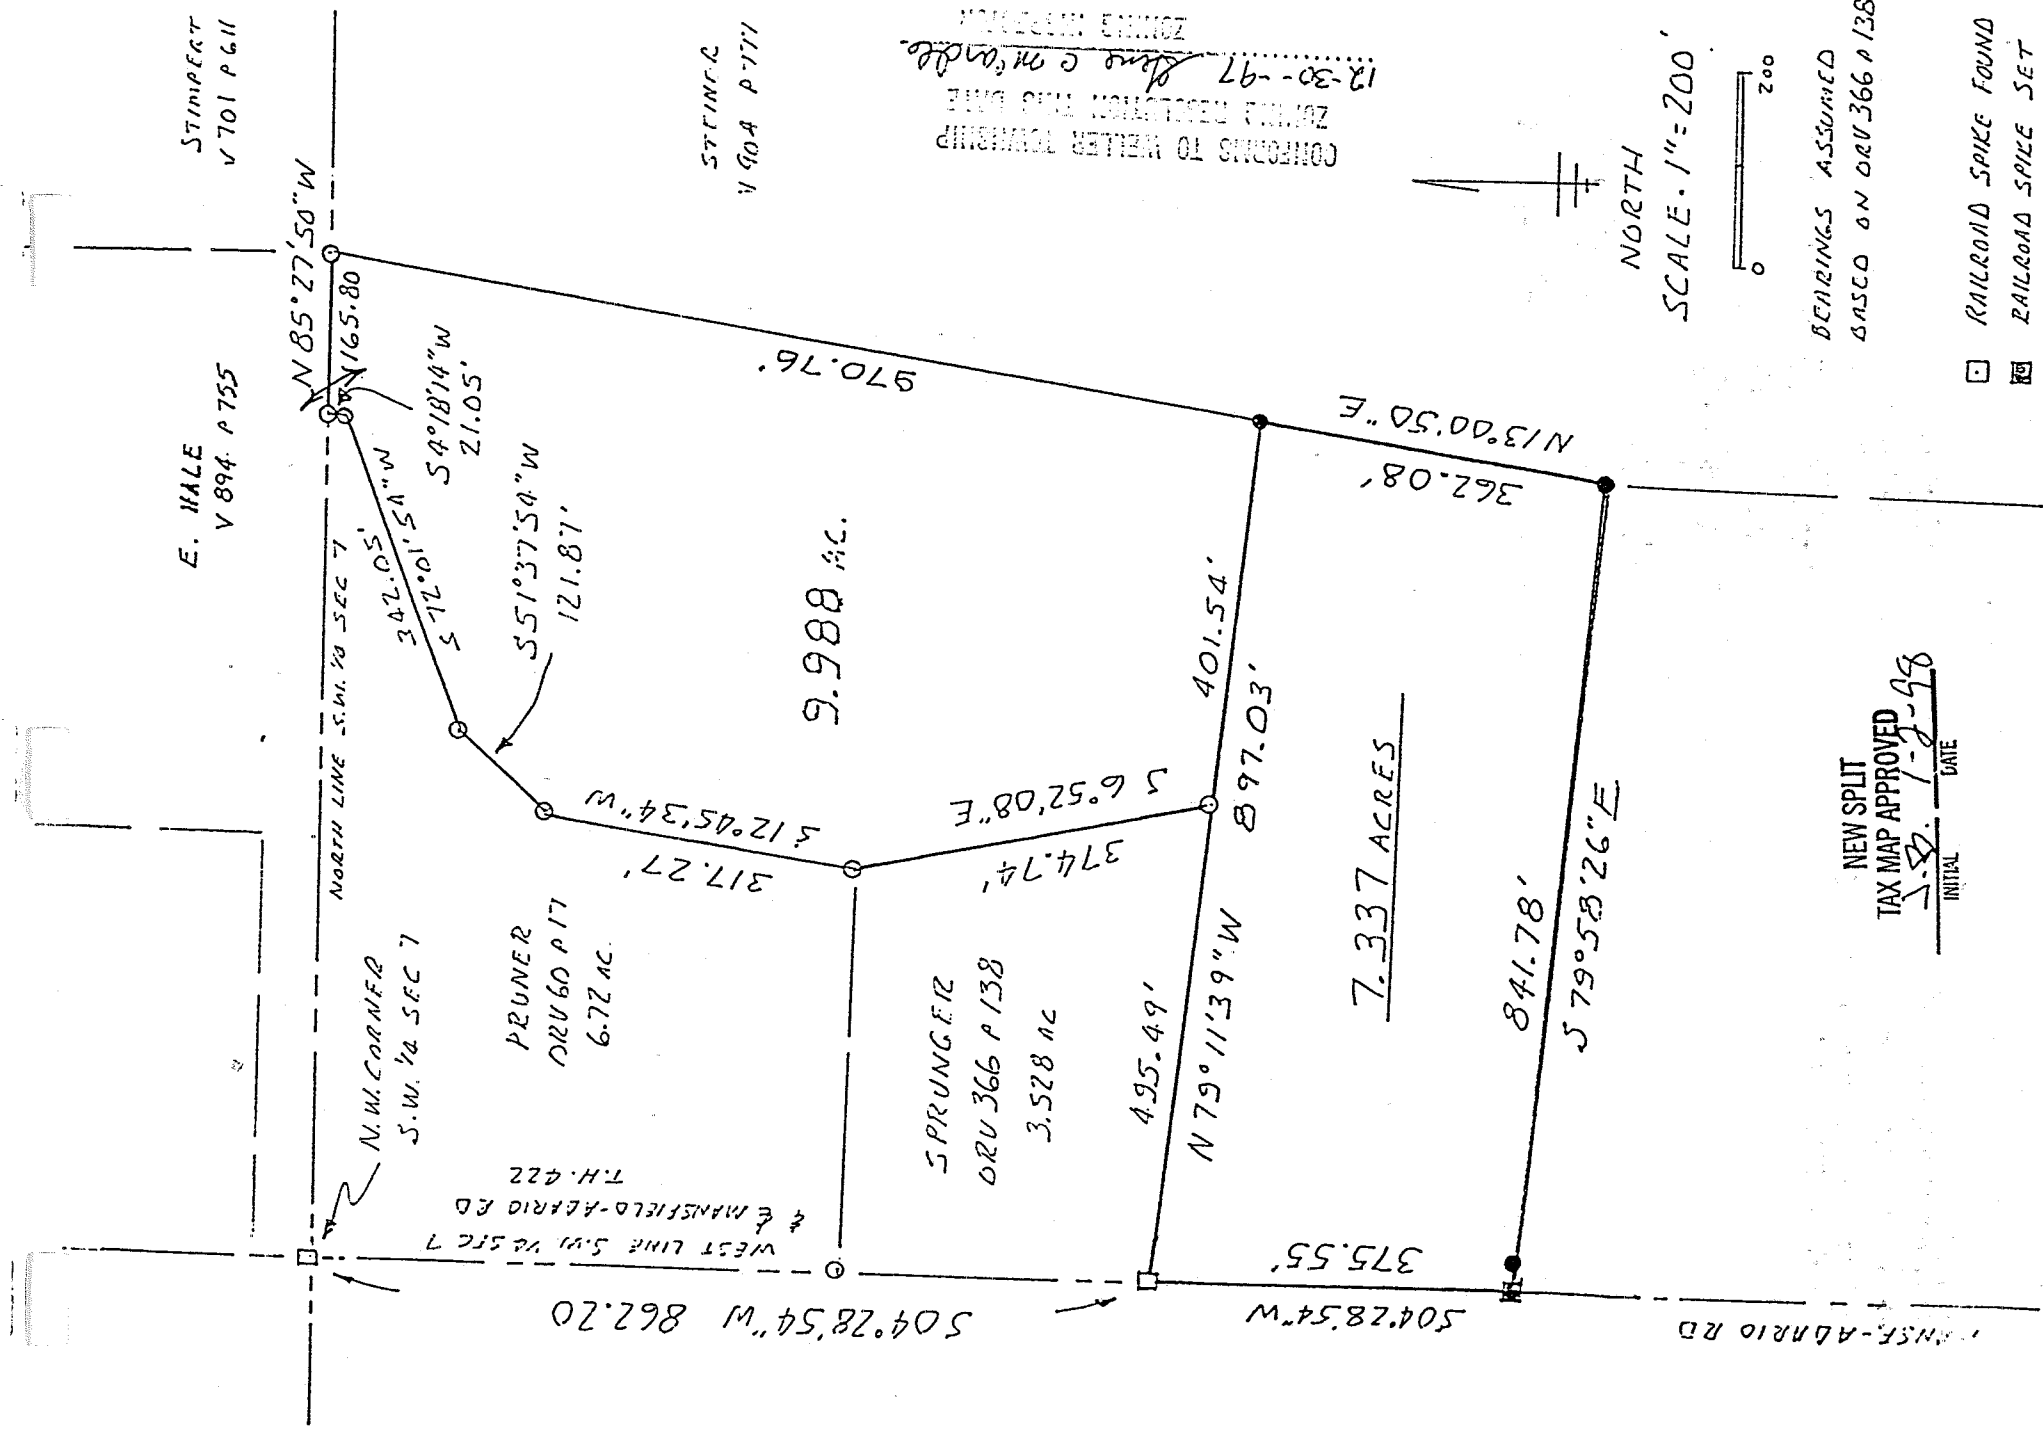 STIMPERT
V 701 P 611
E. HALE
V 894 P 755
STEINER
V 90A P 771
CONFORMS TO WELLER TOWNSHIP
ZONING RESOLUTION THIS DATE
12-30-97
ZONING INSPECTOR
N 85°27'50" W
165.80
S 4°18'14" W
21.05'
342.05'
S 72°01'54" W
S 51°37'54" W
121.87'
NORTH LINE S.W. 1/4 SEC 7
N.W. CORNER
S.W. 1/4 SEC 7
WEST LINE S.W. 1/4 SEC 7
& ℄ MANSFIELD-ADARIO RD
T.H. 422
S 04°28'54" W 862.20
PRUNER
ORV 60 P 17
6.72 AC.
S 12°45'34" W
317.27'
9.988 AC.
970.76'
S 6°52'08" E
374.74'
SPRUNGER
ORV 366 P 138
3.528 AC
401.54'
897.03'
495.49'
N 79°11'39" W
N 13°00'50" E
362.08'
7.337 ACRES
375.55'
S 04°28'54" W
841.78'
S 79°58'26" E
-ADARIO RD
NORTH
SCALE. 1"=200'
0 200
BEARINGS ASSUMED
BASED ON ORV 366 P 138
RAILROAD SPIKE FOUND
RAILROAD SPIKE SET
NEW SPLIT
TAX MAP APPROVED
J.B. 1-2-98
INITIAL DATE